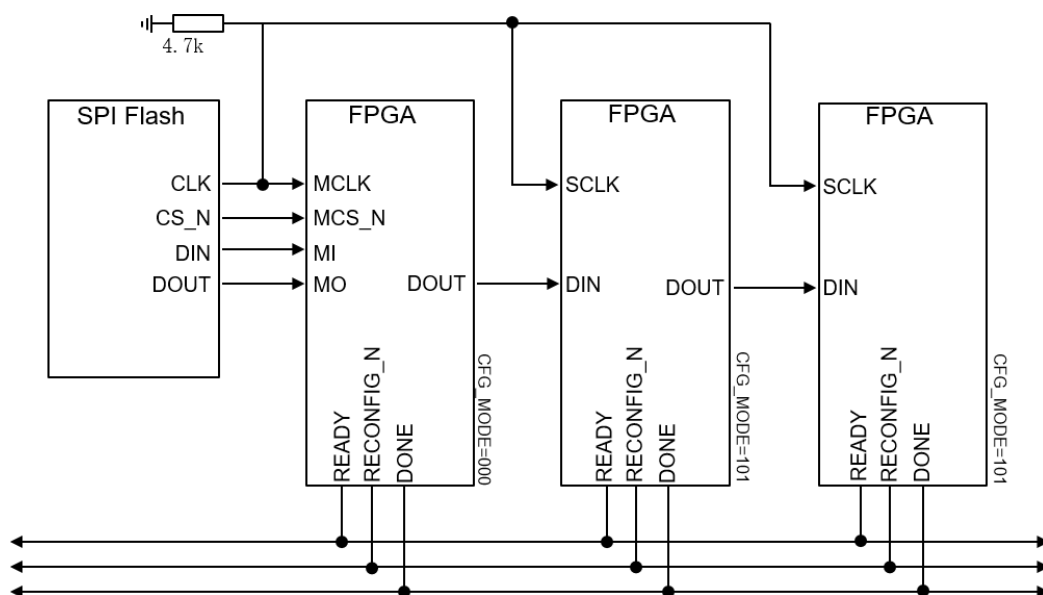 4.7k
SPI Flash
CLK
CS_N
DIN
DOUT
FPGA
MCLK
MCS_N
MI
MO
DOUT
READY
RECONFIG_N
DONE
CFG_MODE=000
FPGA
SCLK
DIN
DOUT
READY
RECONFIG_N
DONE
CFG_MODE=101
FPGA
SCLK
DIN
READY
RECONFIG_N
DONE
CFG_MODE=101